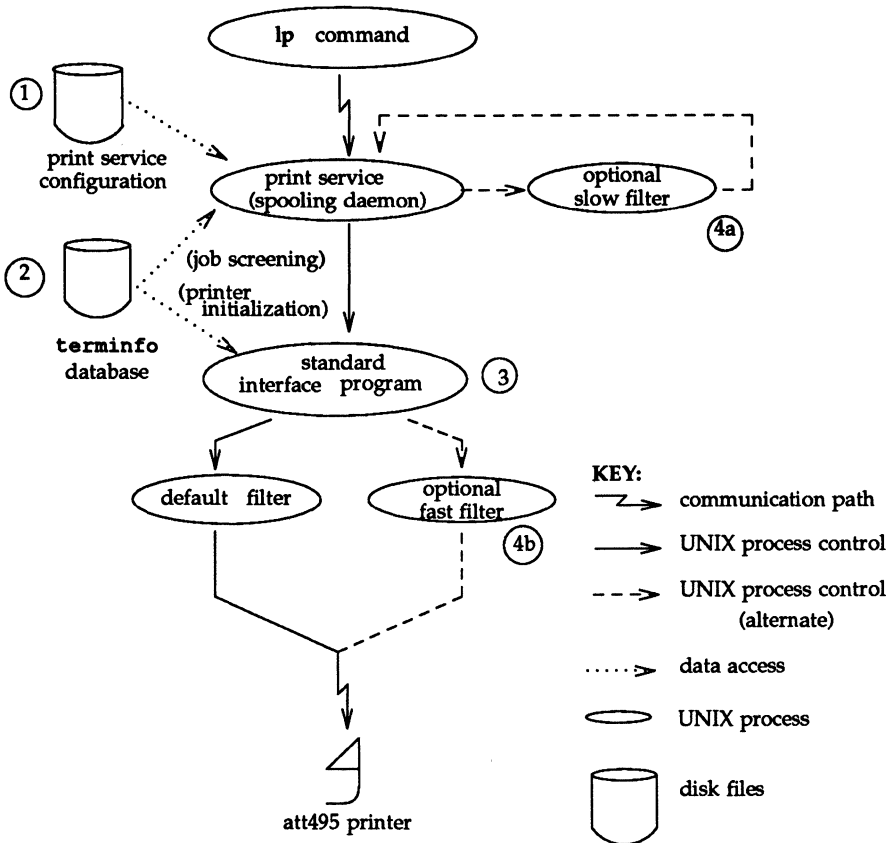 lp command
1
print service
configuration
print service
(spooling daemon)
optional
slow filter
4a
2
(job screening)
(printer
initialization)
terminfo
database
standard
interface program
3
default filter
optional
fast filter
4b
att495 printer
KEY:
communication path
UNIX process control
UNIX process control
(alternate)
data access
UNIX process
disk files